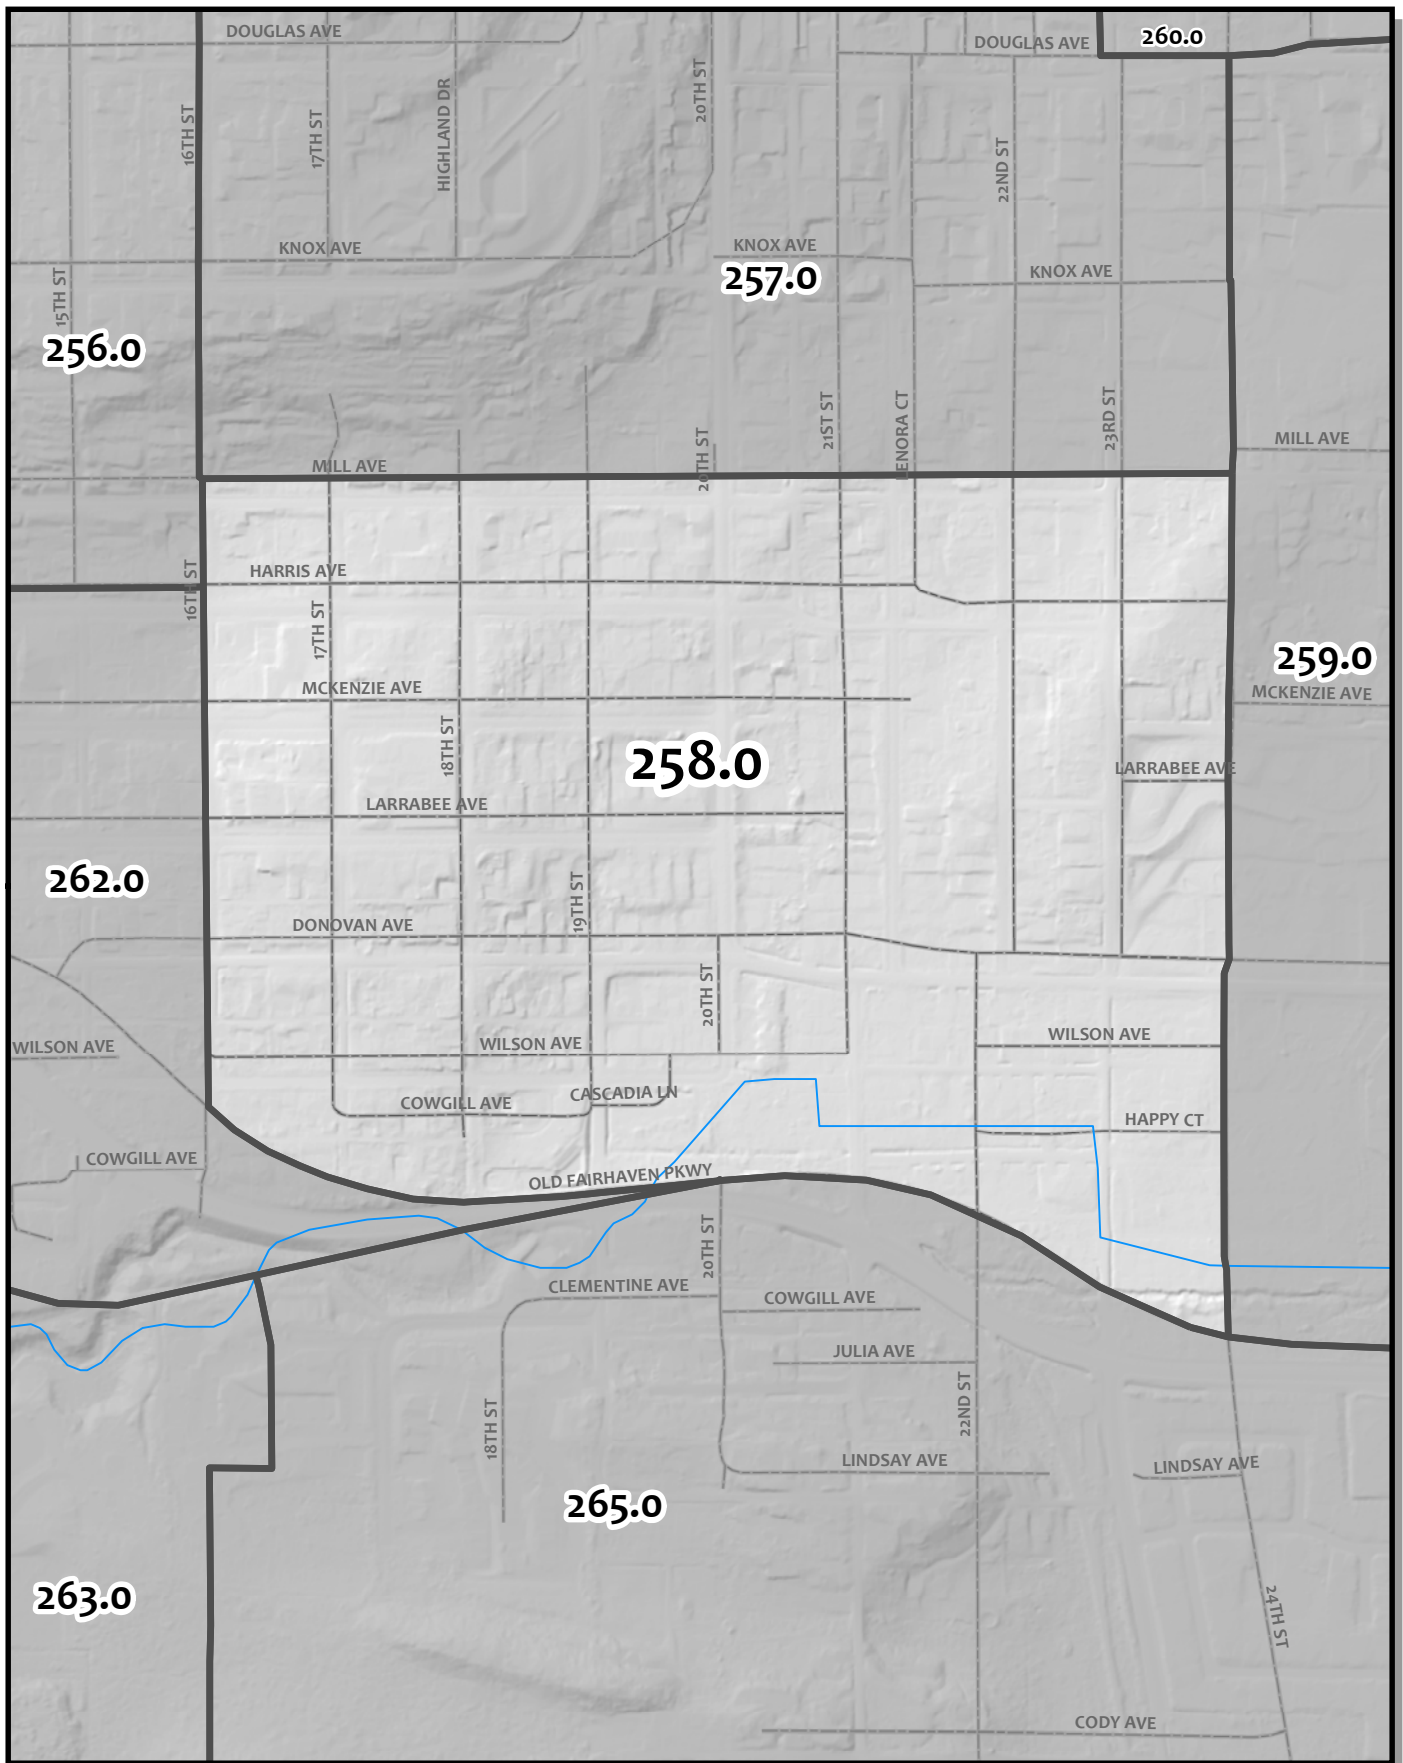 DOUGLAS AVE
260.0
DOUGLAS AVE
16TH ST
17TH ST
HIGHLAND DR
20TH ST
22ND ST
KNOX AVE
KNOX AVE
257.0
KNOX AVE
15TH ST
256.0
21ST ST
LENORA CT
23RD ST
20TH ST
MILL AVE
MILL AVE
16TH ST
HARRIS AVE
17TH ST
259.0
MCKENZIE AVE
MCKENZIE AVE
18TH ST
258.0
LARRABEE AVE
LARRABEE AVE
262.0
19TH ST
DONOVAN AVE
20TH ST
WILSON AVE
WILSON AVE
WILSON AVE
CASCADIA LN
COWGILL AVE
HAPPY CT
COWGILL AVE
OLD FAIRHAVEN PKWY
20TH ST
CLEMENTINE AVE
COWGILL AVE
JULIA AVE
22ND ST
18TH ST
LINDSAY AVE
LINDSAY AVE
265.0
263.0
24TH ST
CODY AVE